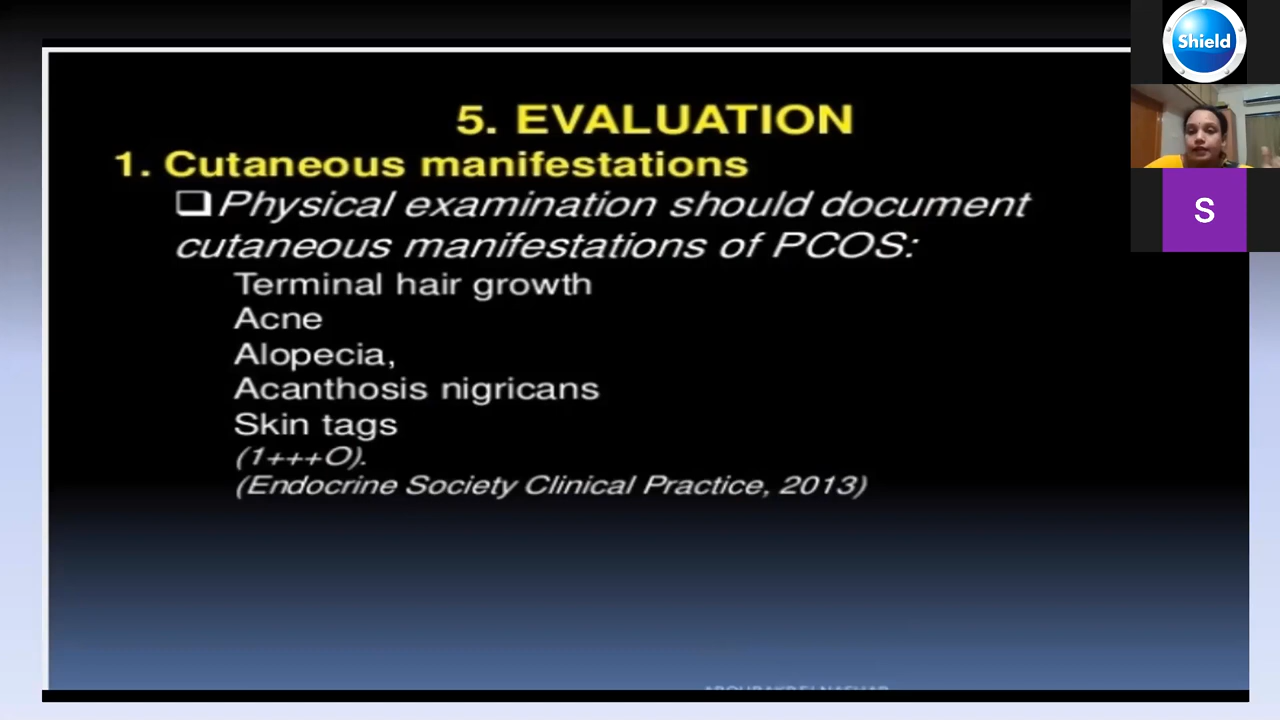 5. EVALUATION
1. Cutaneous manifestations
❑Physical examination should document
cutaneous manifestations of PCOS:
Terminal hair growth
Acne
Alopecia,
Acanthosis nigricans
Skin tags
(1+++O).
(Endocrine Society Clinical Practice, 2013)
Shield
S